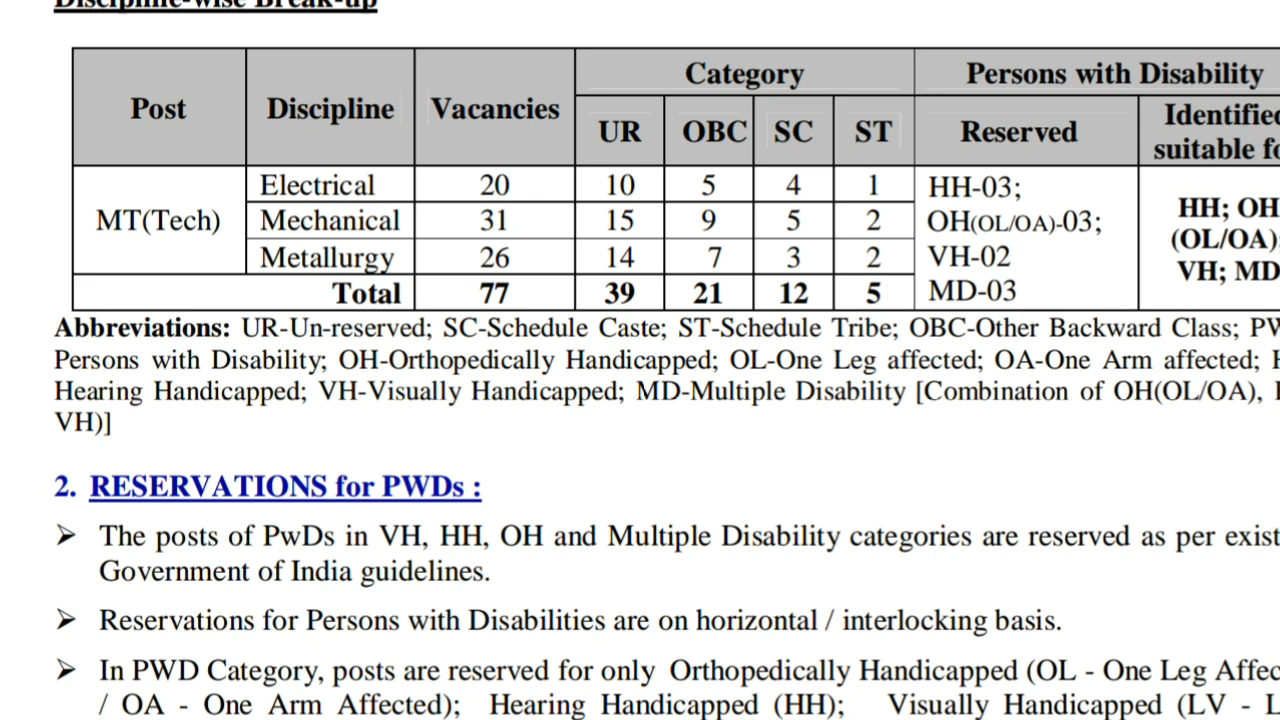 Discipline-wise Break-up
Post Discipline Vacancies Category Persons with Disability
UR OBC SC ST Reserved Identified suitable
MT(Tech)
Electrical 20 10 5 4 1
Mechanical 31 15 9 5 2
Metallurgy 26 14 7 3 2
Total 77 39 21 12 5
HH-03;
OH(OL/OA)-03;
VH-02
MD-03
HH; OH
(OL/OA);
VH; MD
Abbreviations: UR-Un-reserved; SC-Schedule Caste; ST-Schedule Tribe; OBC-Other Backward Class;
Persons with Disability; OH-Orthopedically Handicapped; OL-One Leg affected; OA-One Arm affected;
Hearing Handicapped; VH-Visually Handicapped; MD-Multiple Disability [Combination of OH(OL/OA),
VH)]
2. RESERVATIONS for PWDs :
➢ The posts of PwDs in VH, HH, OH and Multiple Disability categories are reserved as per
Government of India guidelines.
➢ Reservations for Persons with Disabilities are on horizontal / interlocking basis.
➢ In PWD Category, posts are reserved for only Orthopedically Handicapped (OL - One Leg
/ OA - One Arm Affected); Hearing Handicapped (HH); Visually Handicapped (LV -